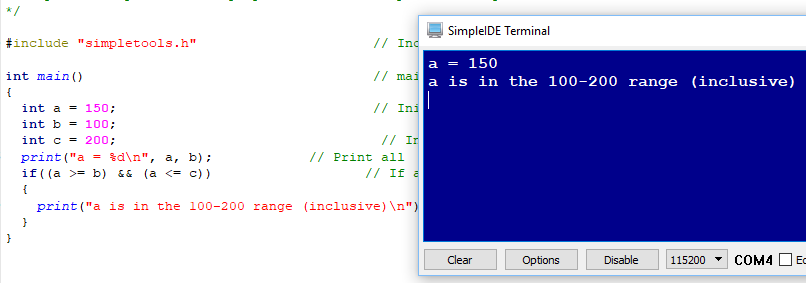 */
#include "simpletools.h" // Inc
int main() // mai
{
int a = 150; // Ini
int b = 100;
int c = 200; // In
print("a = %d\n", a, b); // Print all
if((a >= b) && (a <= c)) // If a
{
print("a is in the 100-200 range (inclusive)\n")
}
}
SimpleIDE Terminal
a = 150
a is in the 100-200 range (inclusive)
Clear Options Disable 115200 COM4